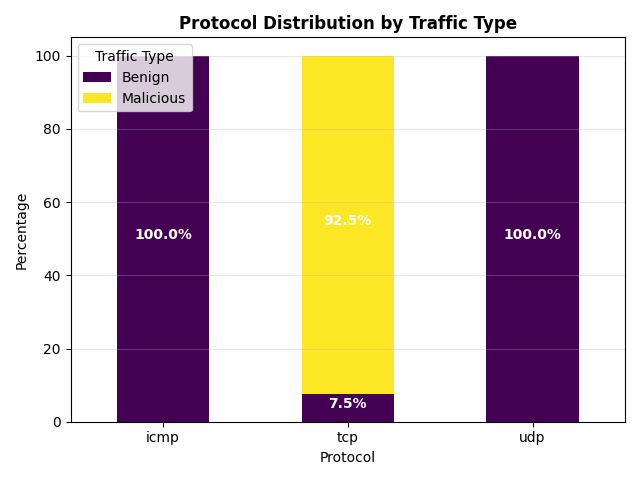 Protocol Distribution by Traffic Type
Traffic Type
Benign
Malicious
100
80
60
40
20
0
Percentage
100.0%
92.5%
7.5%
100.0%
icmp
tcp
udp
Protocol